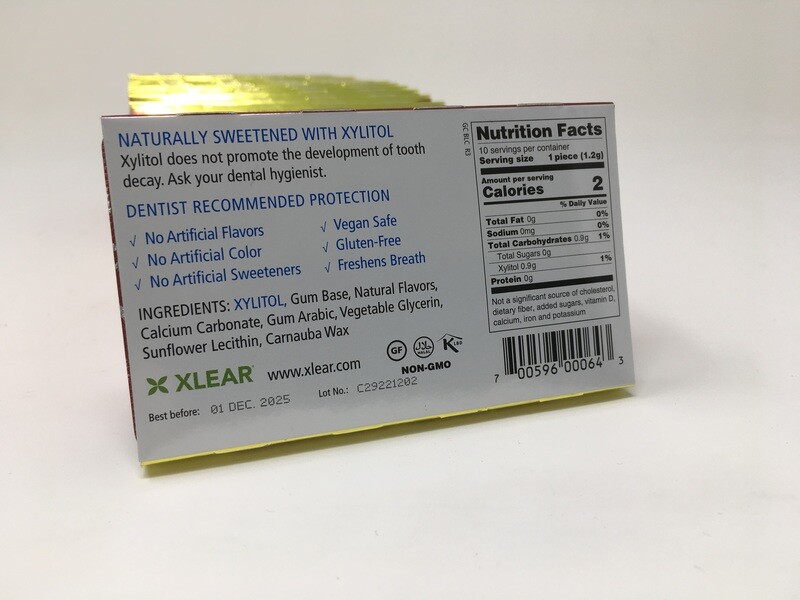 NATURALLY SWEETENED WITH XYLITOL
Xylitol does not promote the development of tooth
decay. Ask your dental hygienist.
DENTIST RECOMMENDED PROTECTION
√ No Artificial Flavors
√ No Artificial Color
√ No Artificial Sweeteners
√ Vegan Safe
√ Gluten-Free
√ Freshens Breath
INGREDIENTS: XYLITOL, Gum Base, Natural Flavors,
Calcium Carbonate, Gum Arabic, Vegetable Glycerin,
Sunflower Lecithin, Carnauba Wax
XLEAR® www.xlear.com
GF HALAL K LBS
NON-GMO
Best before: 01 DEC. 2025 Lot No.: C29221202
GC BLC R3
Nutrition Facts
10 servings per container
Serving size 1 piece (1.2g)
Amount per serving
Calories 2
% Daily Value
Total Fat 0g 0%
Sodium 0mg 0%
Total Carbohydrates 0.9g 1%
Total Sugars 0g
Xylitol 0.9g 1%
Protein 0g
Not a significant source of cholesterol,
dietary fiber, added sugars, vitamin D,
calcium, iron and potassium
7 00596 00064 3